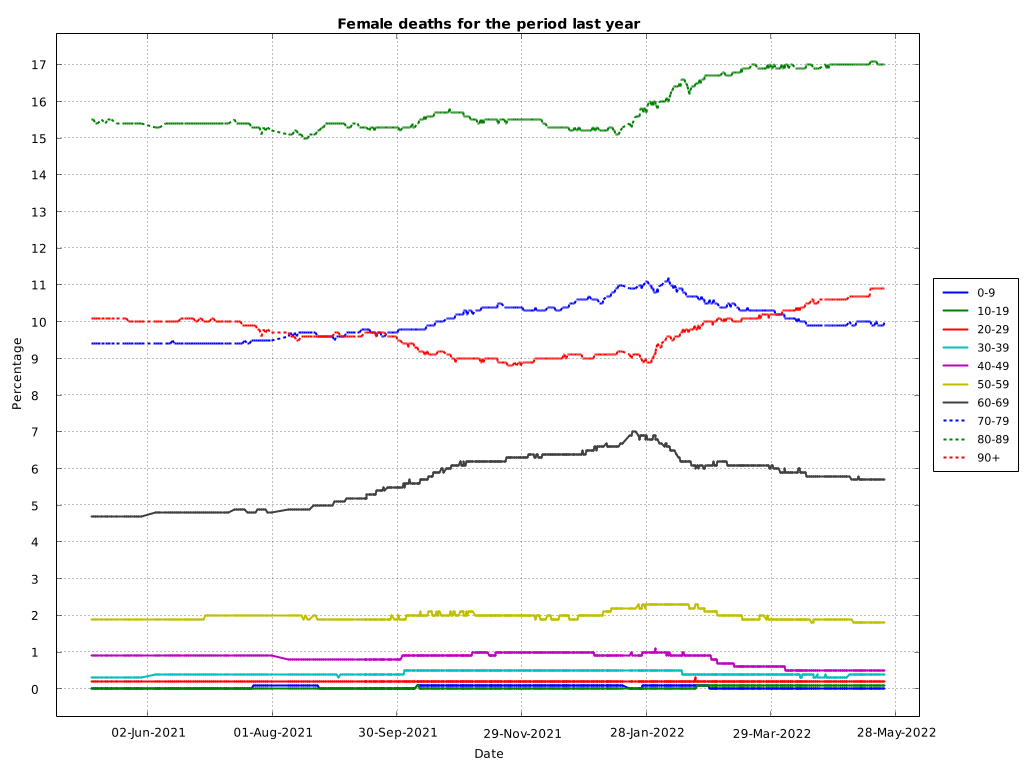 Female deaths for the period last year
17
16
15
14
13
12
11
10
9
8
7
6
5
4
3
2
1
0
Percentage
02-Jun-2021
01-Aug-2021
30-Sep-2021
29-Nov-2021
28-Jan-2022
29-Mar-2022
28-May-2022
Date
0-9
10-19
20-29
30-39
40-49
50-59
60-69
70-79
80-89
90+